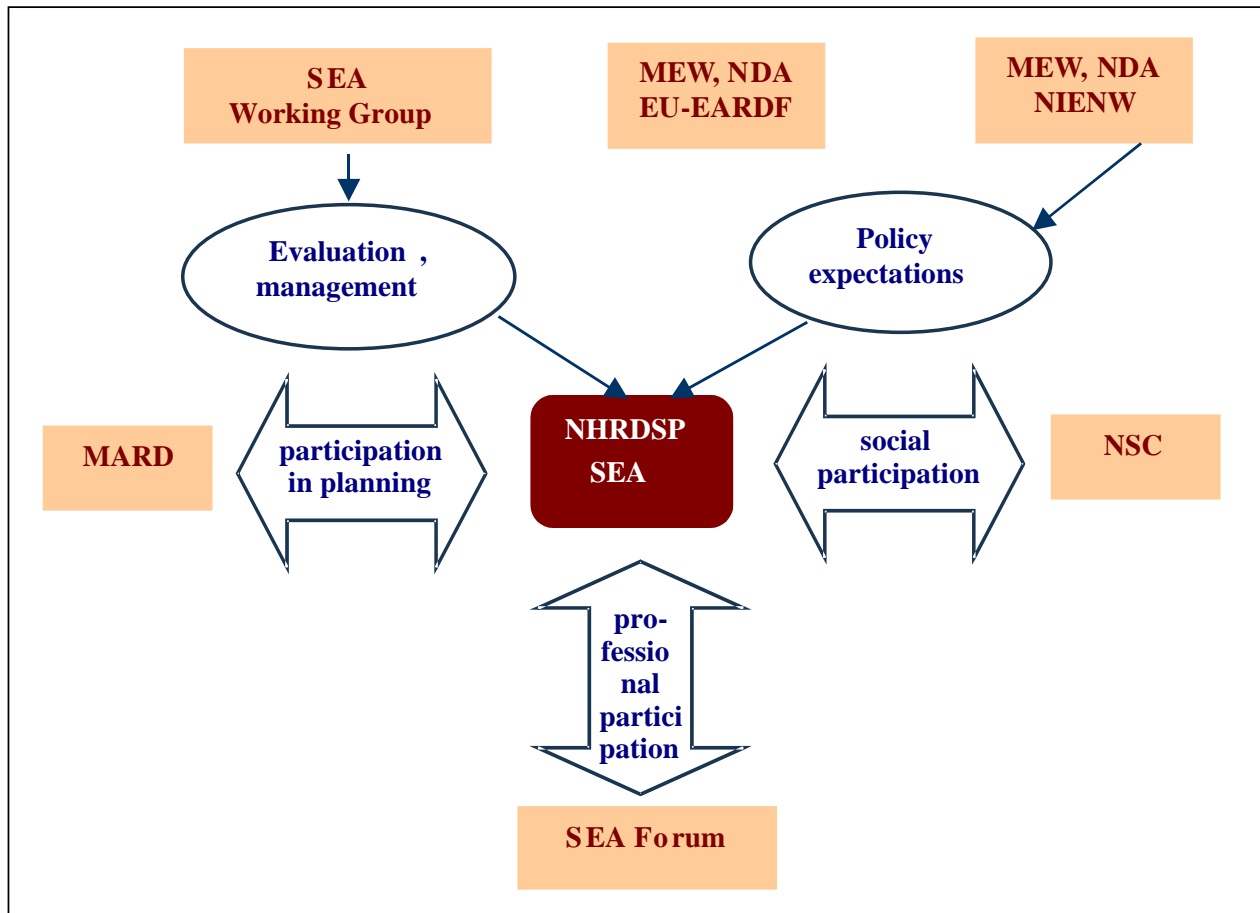 SEA
Working Group
MEW, NDA
EU-EARDF
MEW, NDA
NIENW
Evaluation ,
management
Policy
expectations
MARD
participation
in planning
NHRDSP
SEA
social
participation
NSC
pro-
fessio
nal
partici
pation
SEA Forum